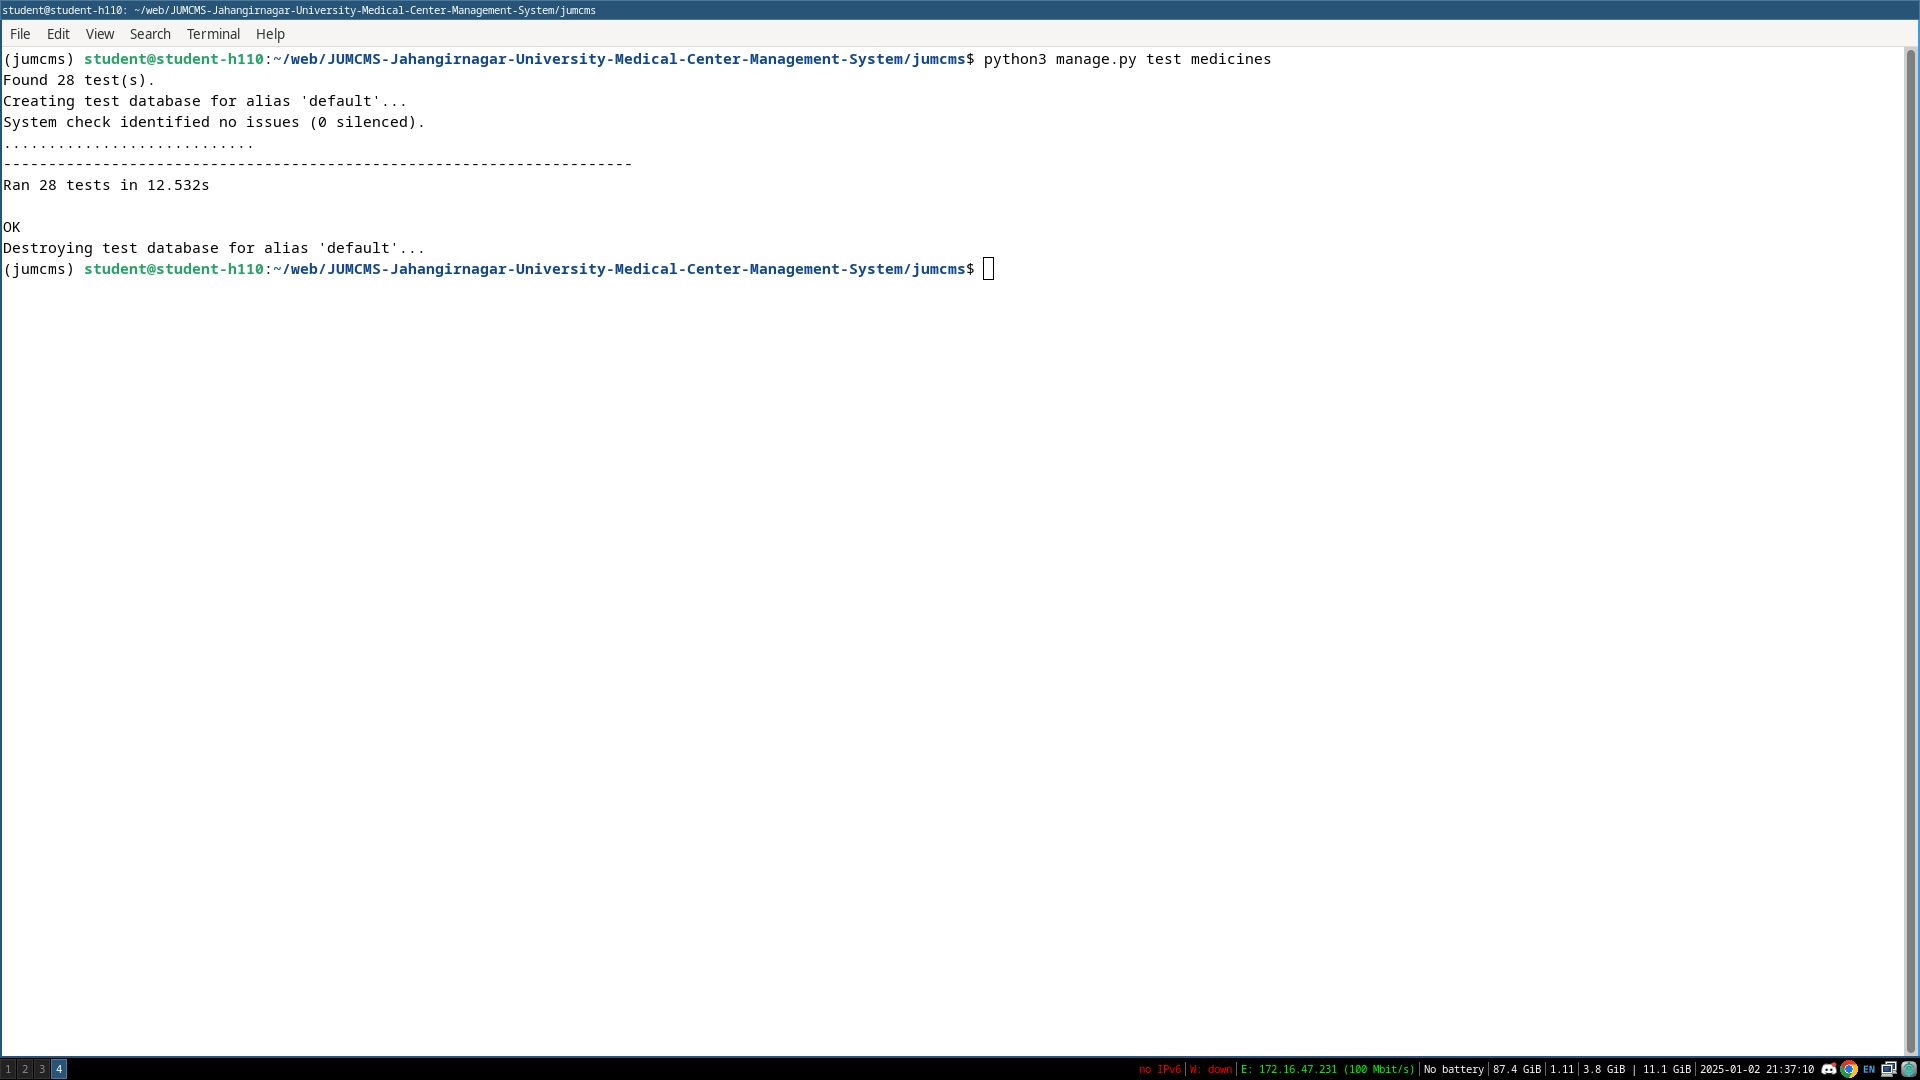 student@student-h110: ~/web/JUMCMS-Jahangirnagar-University-Medical-Center-Management-System/jumcms
File Edit View Search Terminal Help
(jumcms) student@student-h110:~/web/JUMCMS-Jahangirnagar-University-Medical-Center-Management-System/jumcms$ python3 manage.py test medicines
Found 28 test(s).
Creating test database for alias 'default'...
System check identified no issues (0 silenced).
............................
----------------------------------------------------------------------
Ran 28 tests in 12.532s
OK
Destroying test database for alias 'default'...
(jumcms) student@student-h110:~/web/JUMCMS-Jahangirnagar-University-Medical-Center-Management-System/jumcms$
1 2 3 4 no IPv6 | W: down | E: 172.16.47.231 (100 Mbit/s) | No battery | 87.4 GiB | 1.11 | 3.8 GiB | 11.1 GiB | 2025-01-02 21:37:10 EN